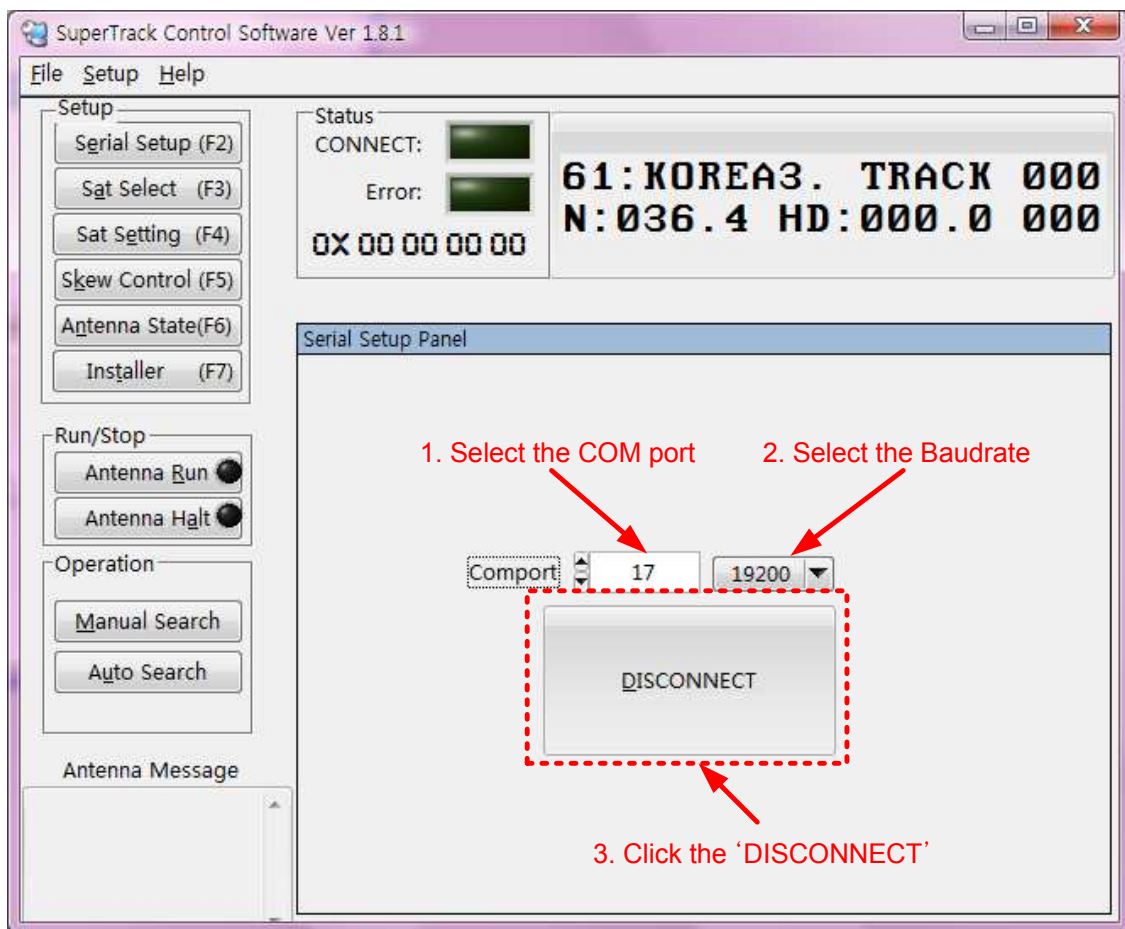 SuperTrack Control Software Ver 1.8.1
File Setup Help
Setup
Serial Setup (F2)
Sat Select (F3)
Sat Setting (F4)
Skew Control (F5)
Antenna State(F6)
Installer (F7)
Status
CONNECT:
Error:
0X 00 00 00 00
61:KOREA3. TRACK 000
N:036.4 HD:000.0 000
Run/Stop
Antenna Run
Antenna Halt
Operation
Manual Search
Auto Search
Antenna Message
Serial Setup Panel
1. Select the COM port
2. Select the Baudrate
Comport 17 19200
DISCONNECT
3. Click the ‘DISCONNECT’